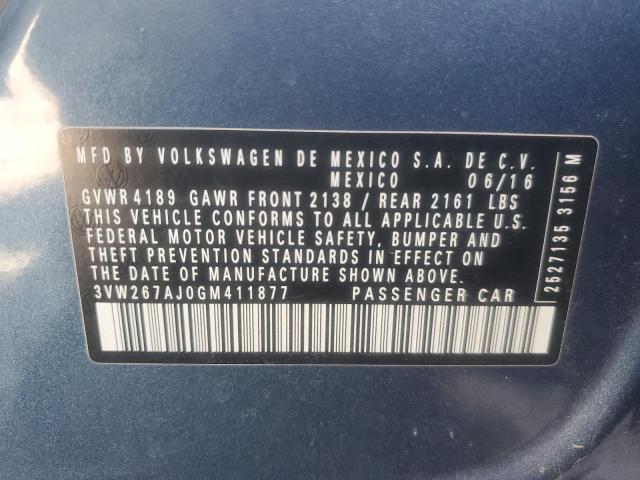 MFD BY VOLKSWAGEN DE MEXICO S.A. DE C.V.
MEXICO 06/16
GVWR 4189 GAWR FRONT 2138 / REAR 2161 LBS
THIS VEHICLE CONFORMS TO ALL APPLICABLE U.S.
FEDERAL MOTOR VEHICLE SAFETY, BUMPER AND
THEFT PREVENTION STANDARDS IN EFFECT ON
THE DATE OF MANUFACTURE SHOWN ABOVE.
3VW267AJ0GM411877 PASSENGER CAR
2527135 3156 M